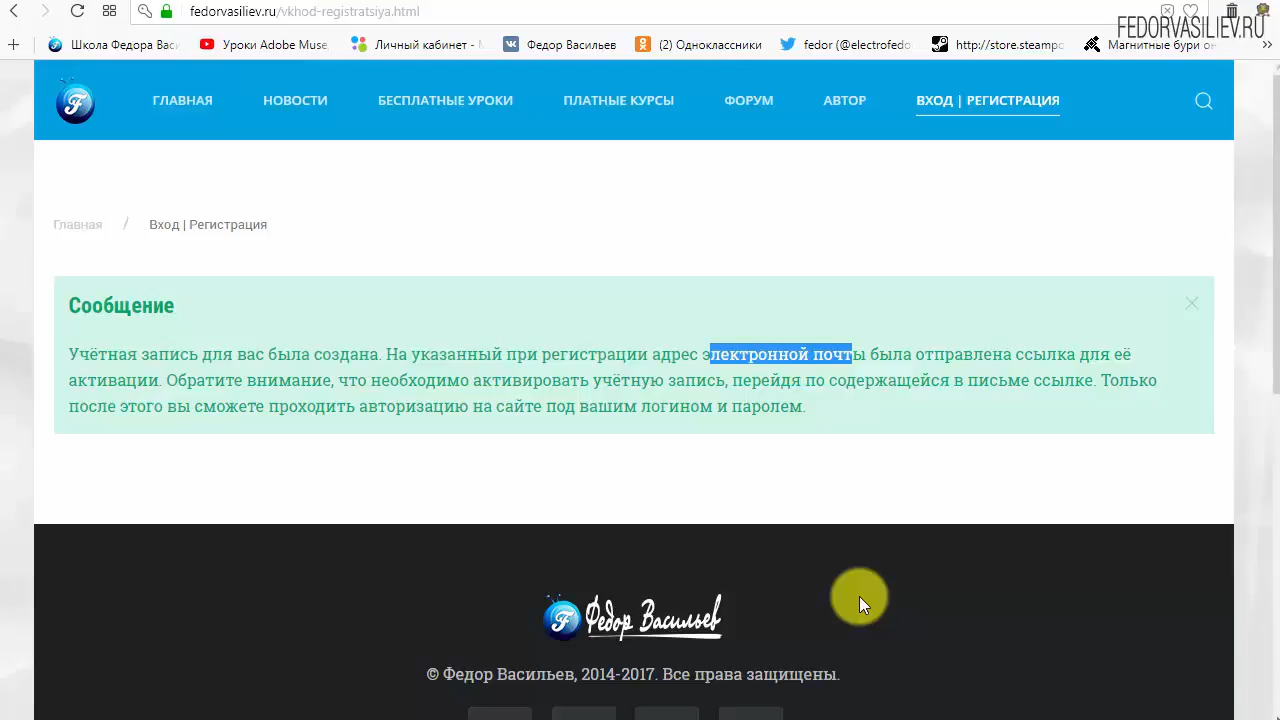 FEDORVASILIEV.RU
fedorvasiliev.ru/vkhod-registratsiya.html
Школа Федора Васи
Уроки Adobe Muse,
Личный кабинет - М
Федор Васильев
(2) Одноклассники
fedor (@electrofedo
http://store.steampo
Магнитные бури он
ГЛАВНАЯ
НОВОСТИ
БЕСПЛАТНЫЕ УРОКИ
ПЛАТНЫЕ КУРСЫ
ФОРУМ
АВТОР
ВХОД | РЕГИСТРАЦИЯ
Главная / Вход | Регистрация
Сообщение
Учётная запись для вас была создана. На указанный при регистрации адрес электронной почты была отправлена ссылка для её
активации. Обратите внимание, что необходимо активировать учётную запись, перейдя по содержащейся в письме ссылке. Только
после этого вы сможете проходить авторизацию на сайте под вашим логином и паролем.
Федор Васильев
© Федор Васильев, 2014-2017. Все права защищены.